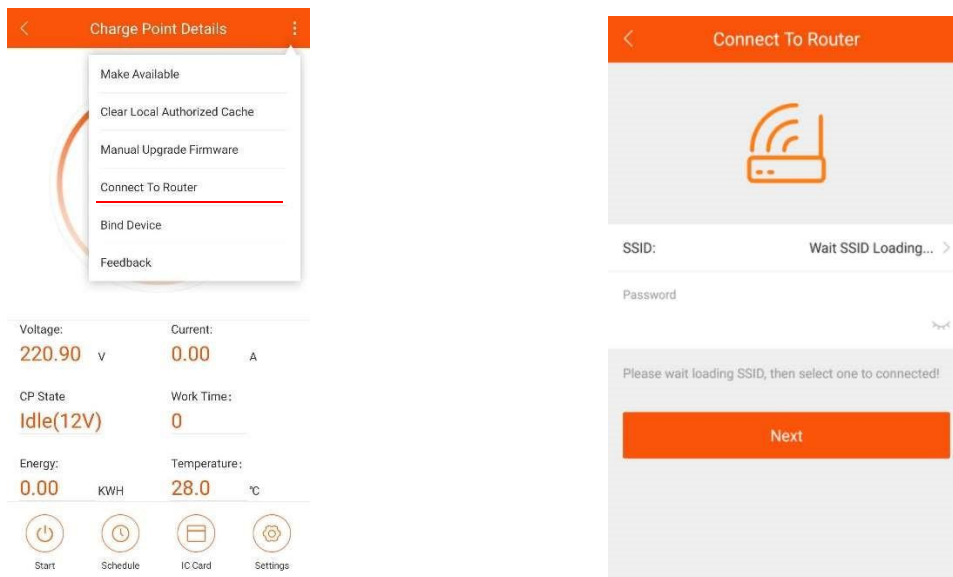 Charge Point Details
Make Available
Clear Local Authorized Cache
Manual Upgrade Firmware
Connect To Router
Bind Device
Feedback
Voltage: Current:
220.90 V 0.00 A
CP State Work Time:
Idle(12V) 0
Energy: Temperature:
0.00 KWH 28.0 ℃
Start Schedule IC Card Settings
Connect To Router
SSID: Wait SSID Loading...
Password
Please wait loading SSID, then select one to connected!
Next